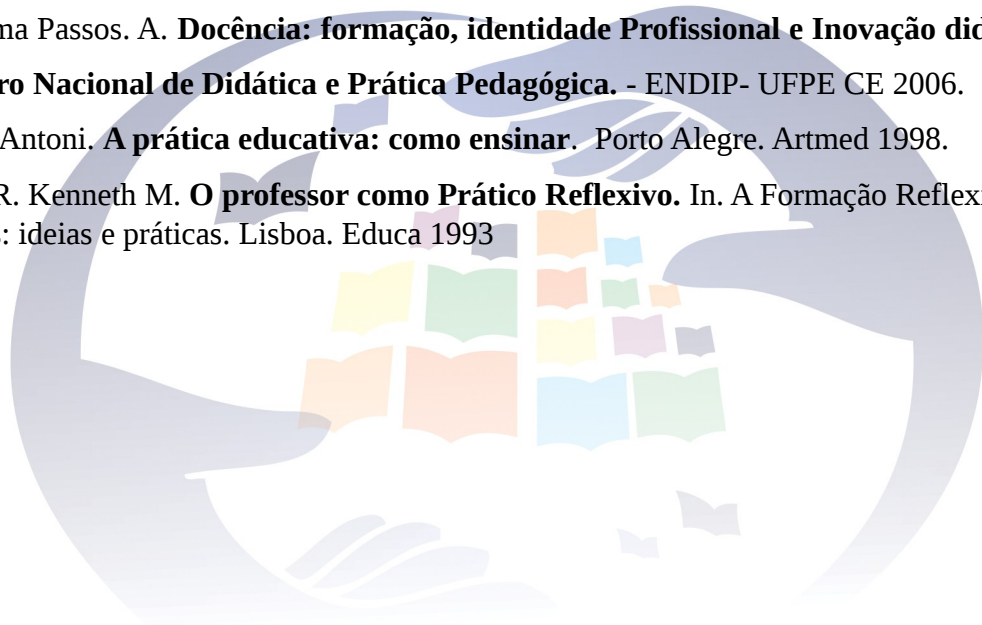 ma Passos. A. Docência: formação, identidade Profissional e Inovação did
ro Nacional de Didática e Prática Pedagógica. - ENDIP- UFPE CE 2006.
Antoni. A prática educativa: como ensinar. Porto Alegre. Artmed 1998.
R. Kenneth M. O professor como Prático Reflexivo. In. A Formação Reflexi
: ideias e práticas. Lisboa. Educa 1993